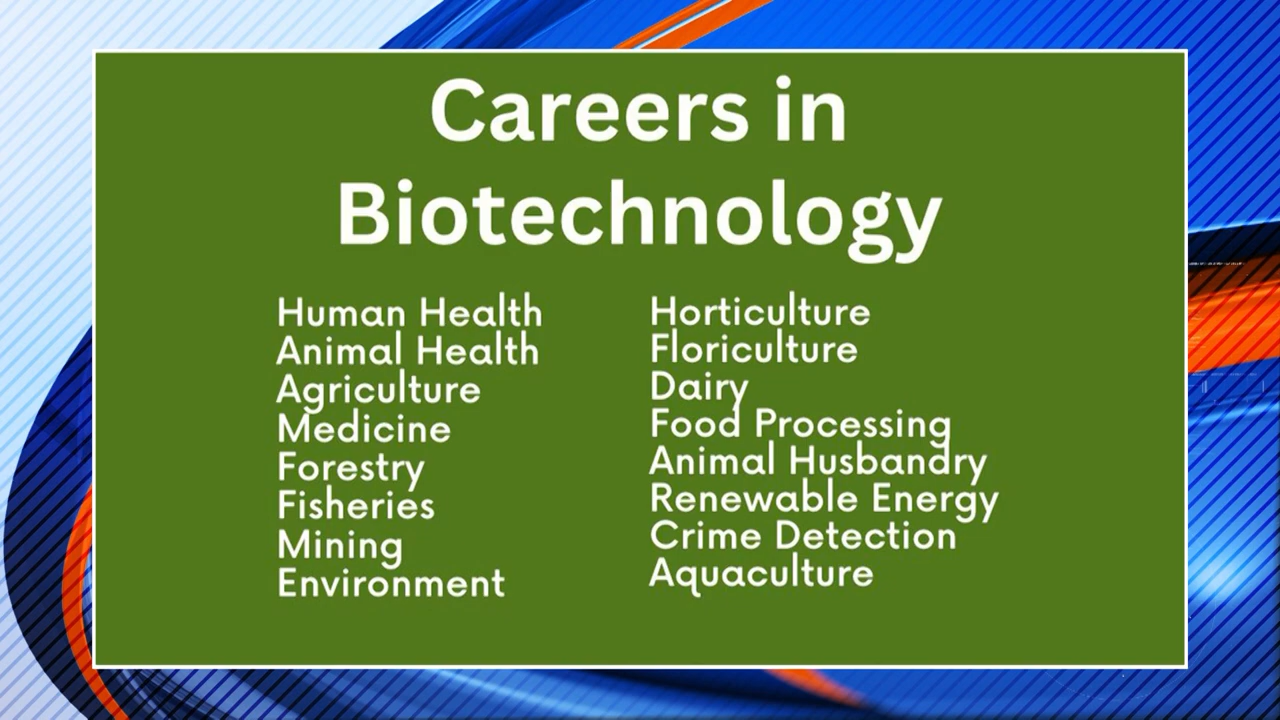 Careers in
Biotechnology
Human Health
Animal Health
Agriculture
Medicine
Forestry
Fisheries
Mining
Environment
Horticulture
Floriculture
Dairy
Food Processing
Animal Husbandry
Renewable Energy
Crime Detection
Aquaculture